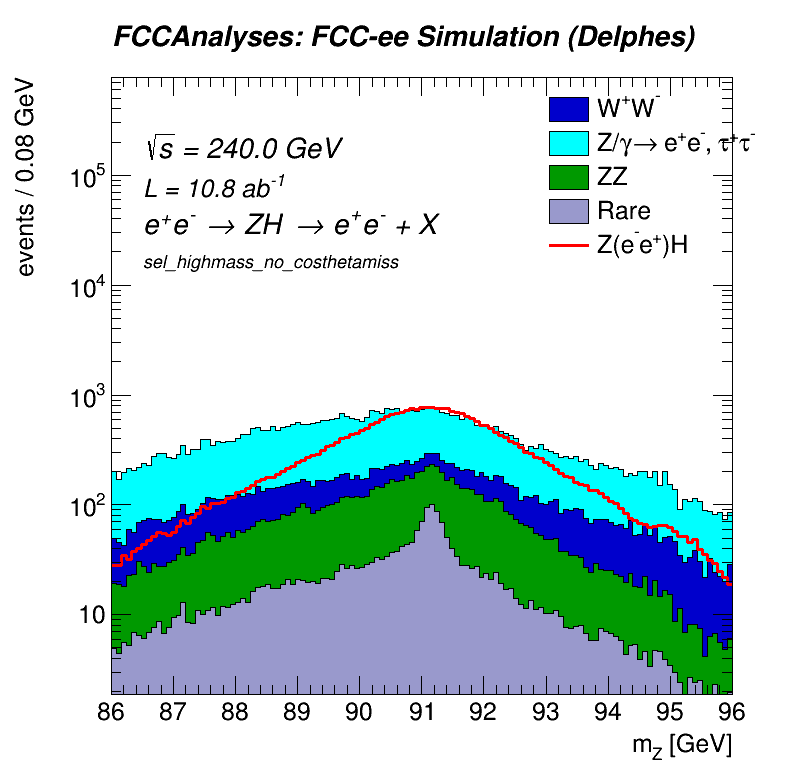 FCCAnalyses: FCC-ee Simulation (Delphes)
events / 0.08 GeV
√s = 240.0 GeV
L = 10.8 ab⁻¹
e⁺e⁻ → ZH → e⁺e⁻ + X
sel_highmass_no_costhetamiss
W⁺W⁻
Z/γ→ e⁺e⁻, τ⁺τ⁻
ZZ
Rare
Z(e⁻e⁺)H
10⁵
10⁴
10³
10²
10
86 87 88 89 90 91 92 93 94 95 96
m_Z [GeV]